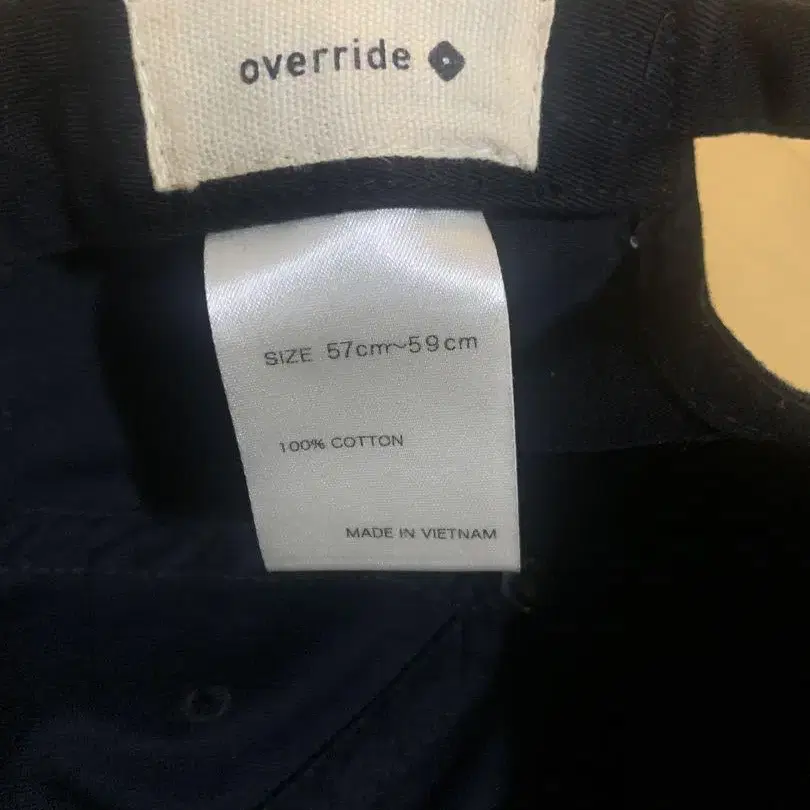 override
SIZE 57cm~59cm
100% COTTON
MADE IN VIETNAM